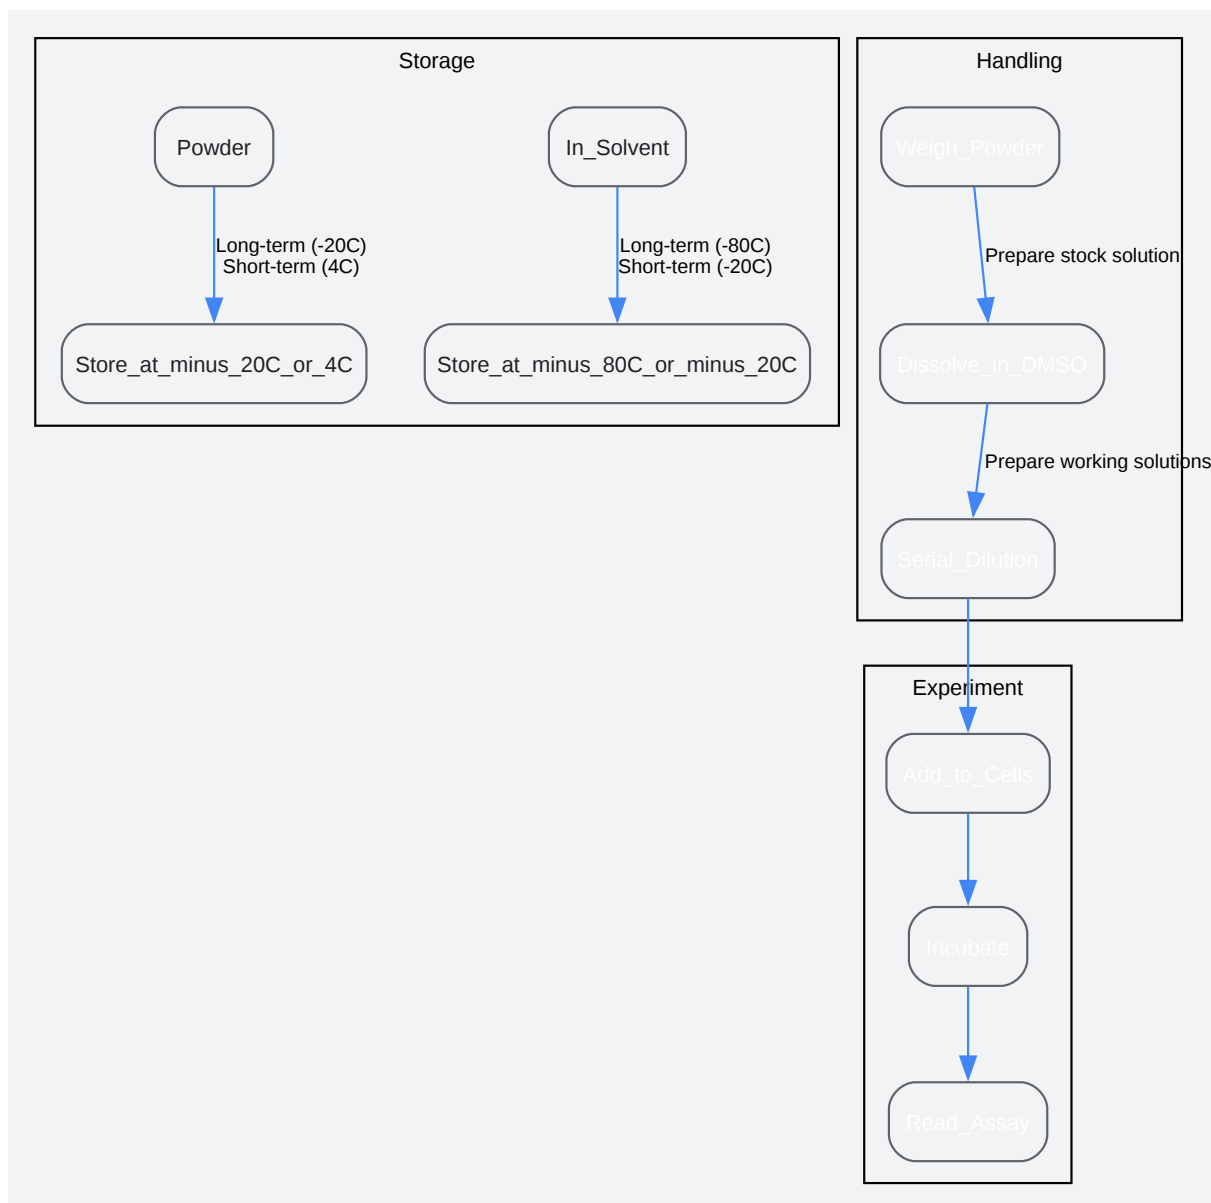 Storage
Powder
In_Solvent
Long-term (-20C)
Short-term (4C)
Long-term (-80C)
Short-term (-20C)
Store_at_minus_20C_or_4C
Store_at_minus_80C_or_minus_20C
Handling
Weigh_Powder
Prepare stock solution
Dissolve_in_DMSO
Prepare working solutions
Serial_Dilution
Experiment
Add_to_Cells
Incubate
Read_Assay